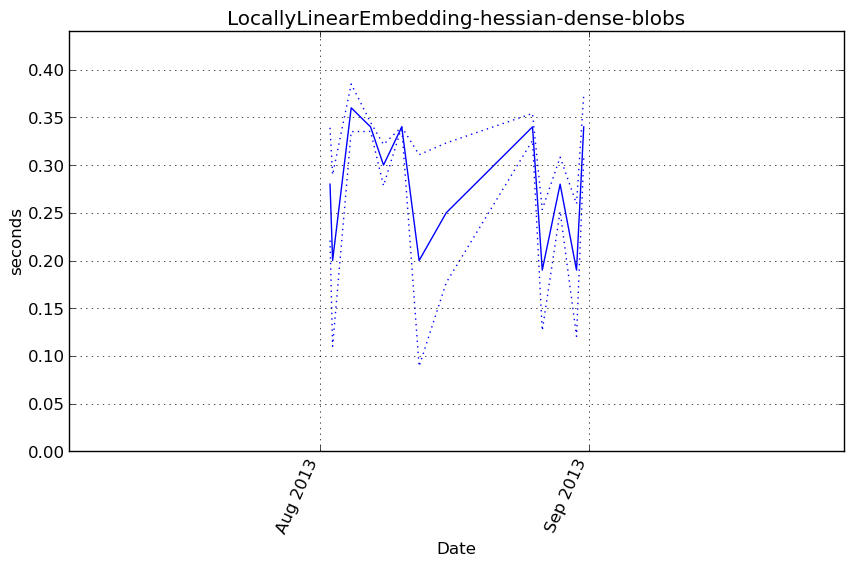 LocallyLinearEmbedding-hessian-dense-blobs
0.40
0.35
0.30
0.25
0.20
0.15
0.10
0.05
0.00
seconds
Aug 2013
Sep 2013
Date